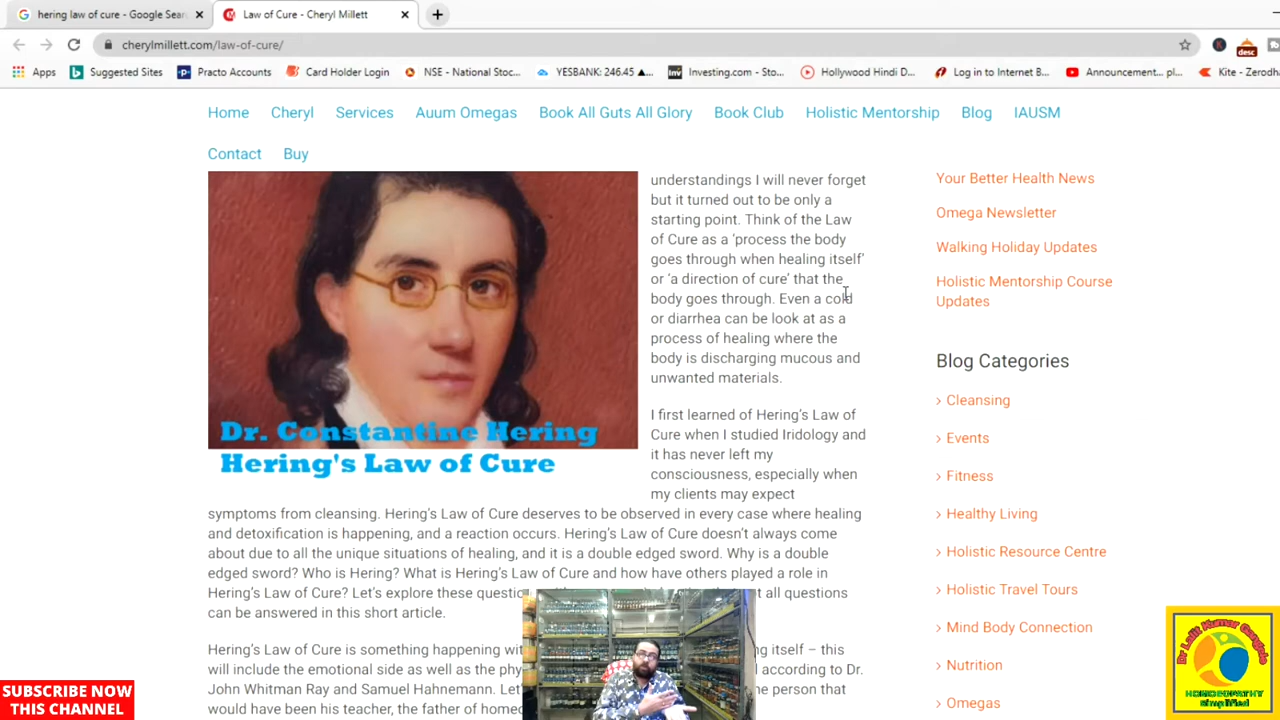 hering law of cure - Google Sear
Law of Cure - Cheryl Millett
cherylmillett.com/law-of-cure/
desc
Apps
Suggested Sites
Practo Accounts
Card Holder Login
NSE - National Stoc...
YESBANK: 246.45 ▲...
Inv
Investing.com - Sto...
Hollywood Hindi D...
Log in to Internet B...
Announcement... pl...
Kite - Zerodh
Home
Cheryl
Services
Auum Omegas
Book All Guts All Glory
Book Club
Holistic Mentorship
Blog
IAUSM
Contact
Buy
understandings I will never forget
but it turned out to be only a
starting point. Think of the Law
of Cure as a ‘process the body
goes through when healing itself’
or ‘a direction of cure’ that the
body goes through. Even a cold
or diarrhea can be look at as a
process of healing where the
body is discharging mucous and
unwanted materials.
Dr. Constantine Hering
Hering's Law of Cure
I first learned of Hering’s Law of
Cure when I studied Iridology and
it has never left my
consciousness, especially when
my clients may expect
symptoms from cleansing. Hering’s Law of Cure deserves to be observed in every case where healing
and detoxification is happening, and a reaction occurs. Hering’s Law of Cure doesn’t always come
about due to all the unique situations of healing, and it is a double edged sword. Why is a double
edged sword? Who is Hering? What is Hering’s Law of Cure and how have others played a role in
Hering’s Law of Cure? Let’s explore these all questions
can be answered in this short article.
Hering’s Law of Cure is something happening itself – this
will include the emotional side as well as the according to Dr.
John Whitman Ray and Samuel Hahnemann. person that
would have been his teacher, the father of
Your Better Health News
Omega Newsletter
Walking Holiday Updates
Holistic Mentorship Course
Updates
Blog Categories
› Cleansing
› Events
› Fitness
› Healthy Living
› Holistic Resource Centre
› Holistic Travel Tours
› Mind Body Connection
› Nutrition
› Omegas
SUBSCRIBE NOW
THIS CHANNEL
HOMOEOPATHY
Simplified